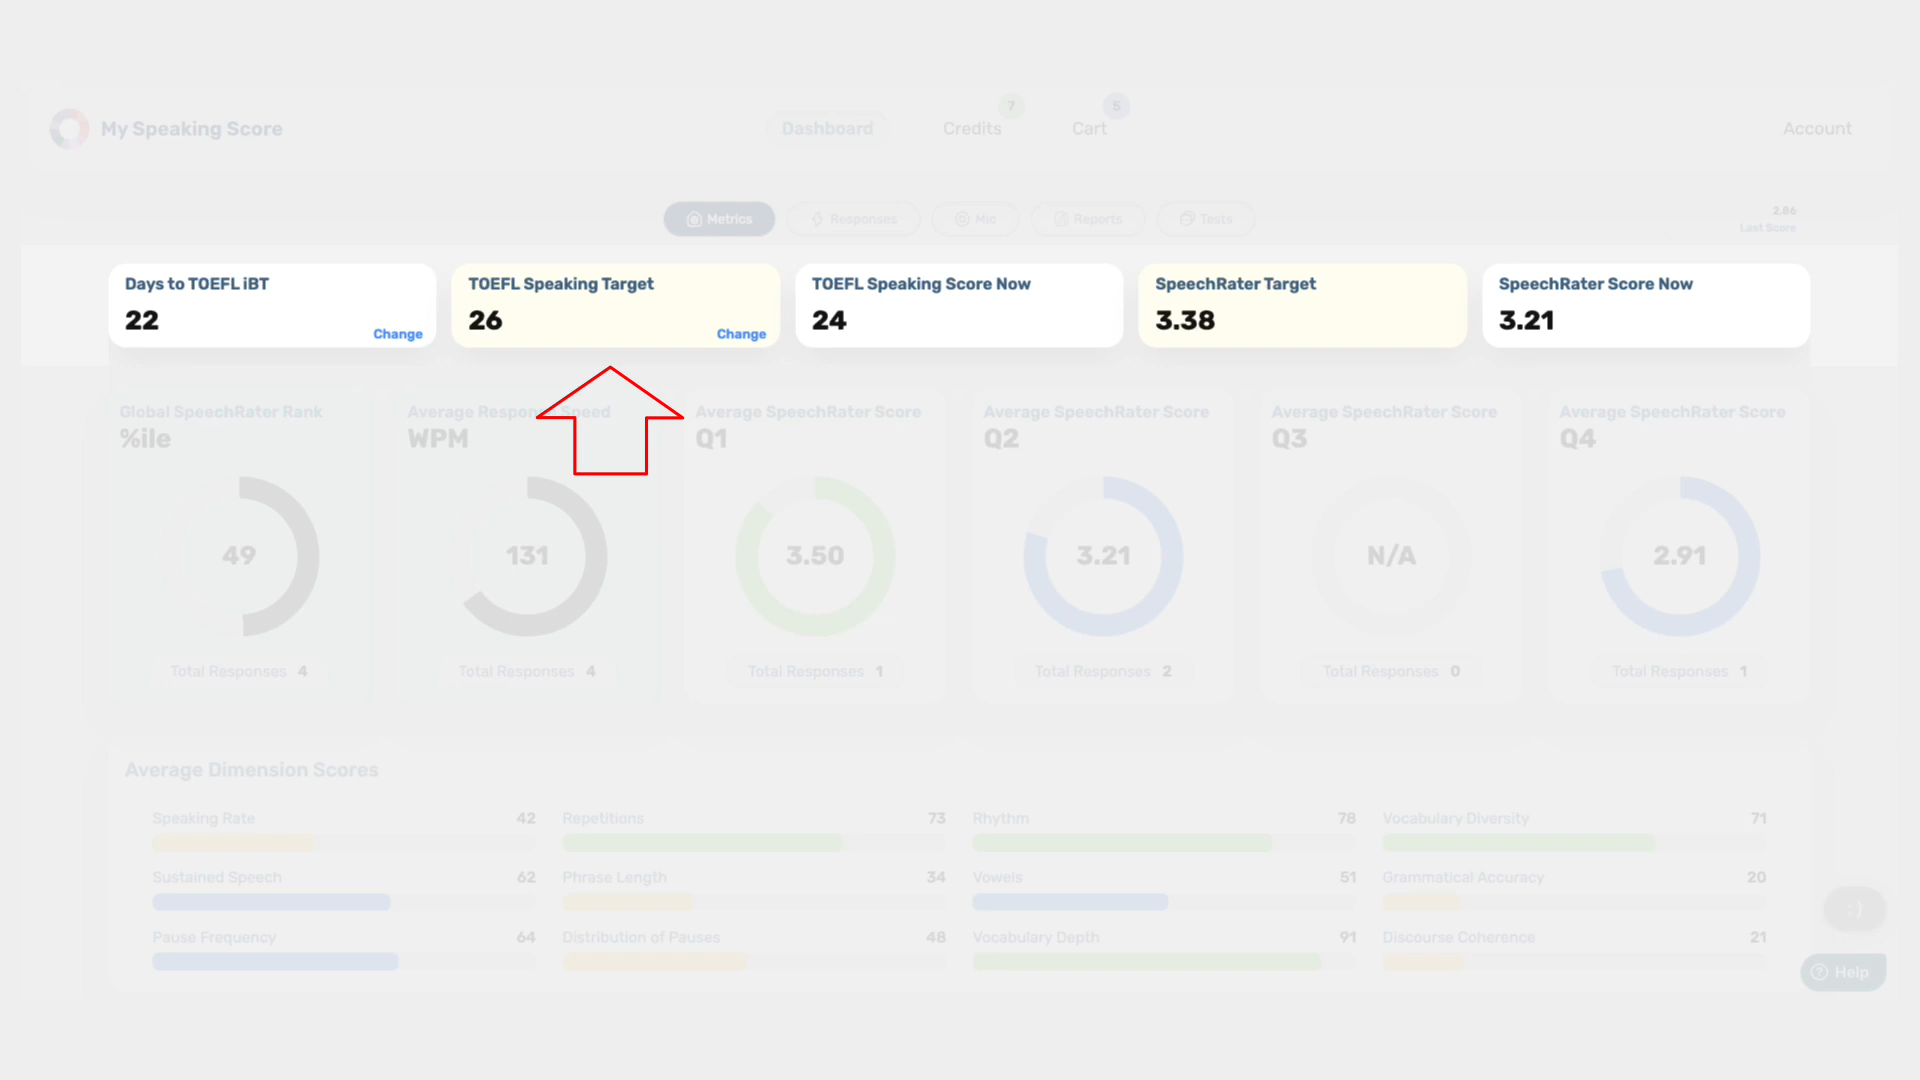 7
5
My Speaking Score
Dashboard
Credits
Cart
Account
Metrics
Responses
Mic
Reports
Tests
2.86
Last Score
Days to TOEFL iBT
22
Change
TOEFL Speaking Target
26
Change
TOEFL Speaking Score Now
24
SpeechRater Target
3.38
SpeechRater Score Now
3.21
Global SpeechRater Rank
%ile
49
Total Responses 4
Average Response Speed
WPM
131
Total Responses 4
Average SpeechRater Score
Q1
3.50
Total Responses 1
Average SpeechRater Score
Q2
3.21
Total Responses 2
Average SpeechRater Score
Q3
N/A
Total Responses 0
Average SpeechRater Score
Q4
2.91
Total Responses 1
Average Dimension Scores
Speaking Rate 42
Repetitions 73
Rhythm 78
Vocabulary Diversity 71
Sustained Speech 62
Phrase Length 34
Vowels 51
Grammatical Accuracy 20
Pause Frequency 64
Distribution of Pauses 48
Vocabulary Depth 91
Discourse Coherence 21
:)
Help